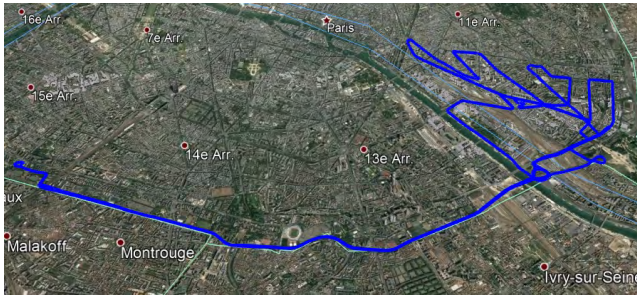 16e Arr.
7e Arr.
Paris
11e Arr.
15e Arr.
14e Arr.
13e Arr.
aux
Malakoff
Montrouge
Ivry-sur-Seine